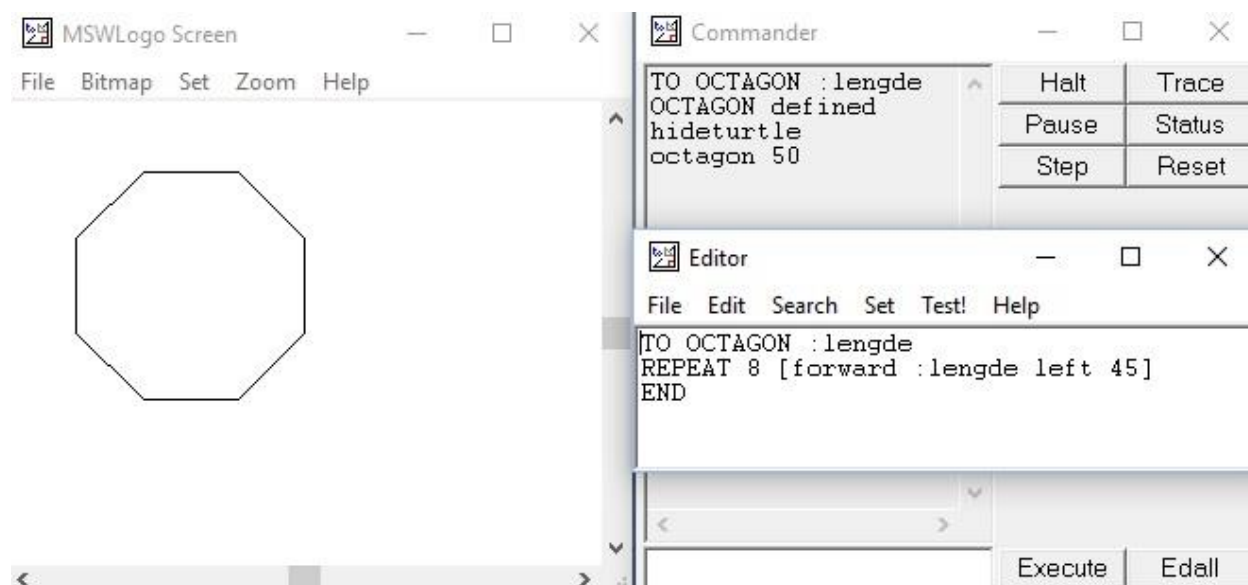 MSWLogo Screen
File Bitmap Set Zoom Help
Commander
TO OCTAGON :lengde
OCTAGON defined
hideturtle
octagon 50
Halt Trace
Pause Status
Step Reset
Editor
File Edit Search Set Test! Help
TO OCTAGON :lengde
REPEAT 8 [forward :lengde left 45]
END
Execute Edall